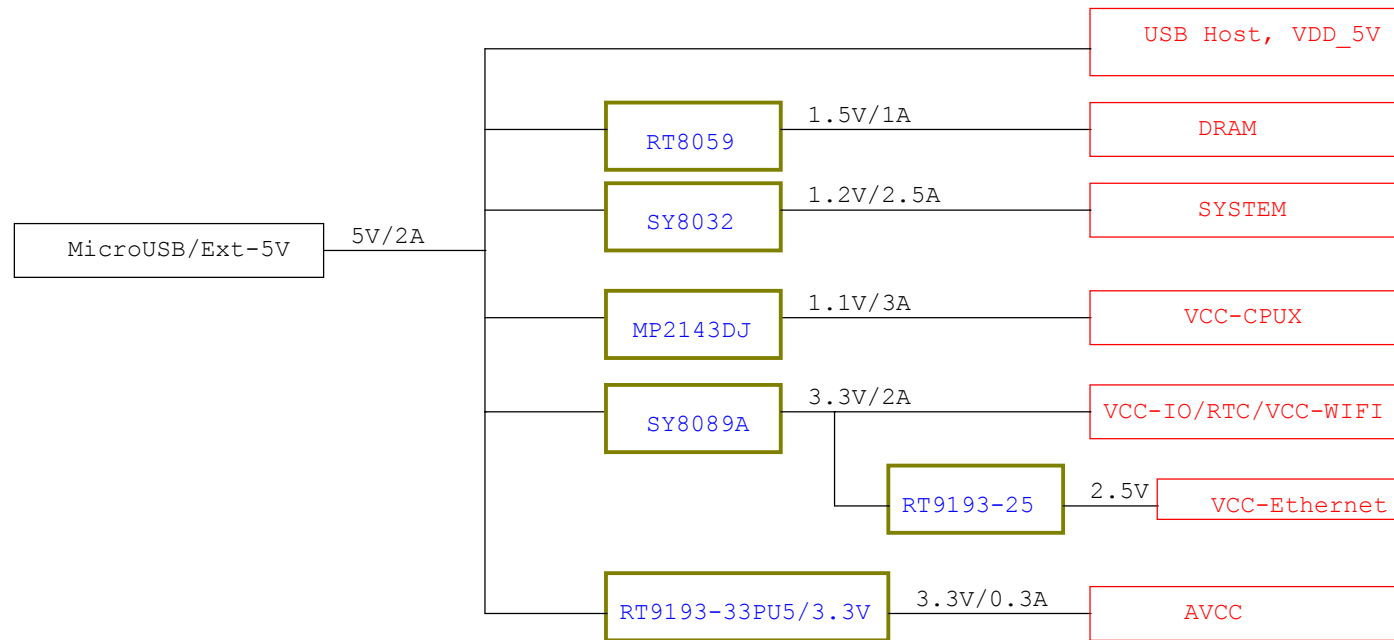 USB Host, VDD_5V
RT8059
1.5V/1A
DRAM
SY8032
1.2V/2.5A
SYSTEM
MicroUSB/Ext-5V
5V/2A
MP2143DJ
1.1V/3A
VCC-CPUX
SY8089A
3.3V/2A
VCC-IO/RTC/VCC-WIFI
RT9193-25
2.5V
VCC-Ethernet
RT9193-33PU5/3.3V
3.3V/0.3A
AVCC